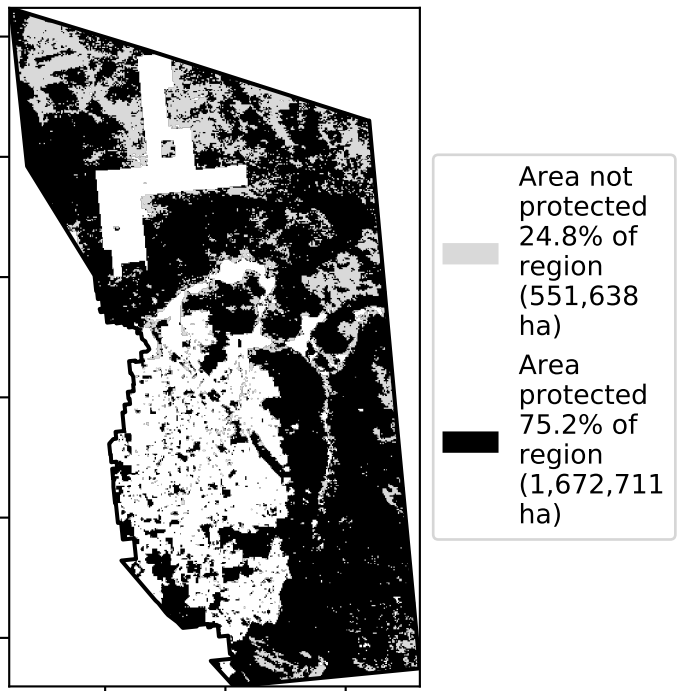 Area not
protected
24.8% of
region
(551,638
ha)
Area
protected
75.2% of
region
(1,672,711
ha)